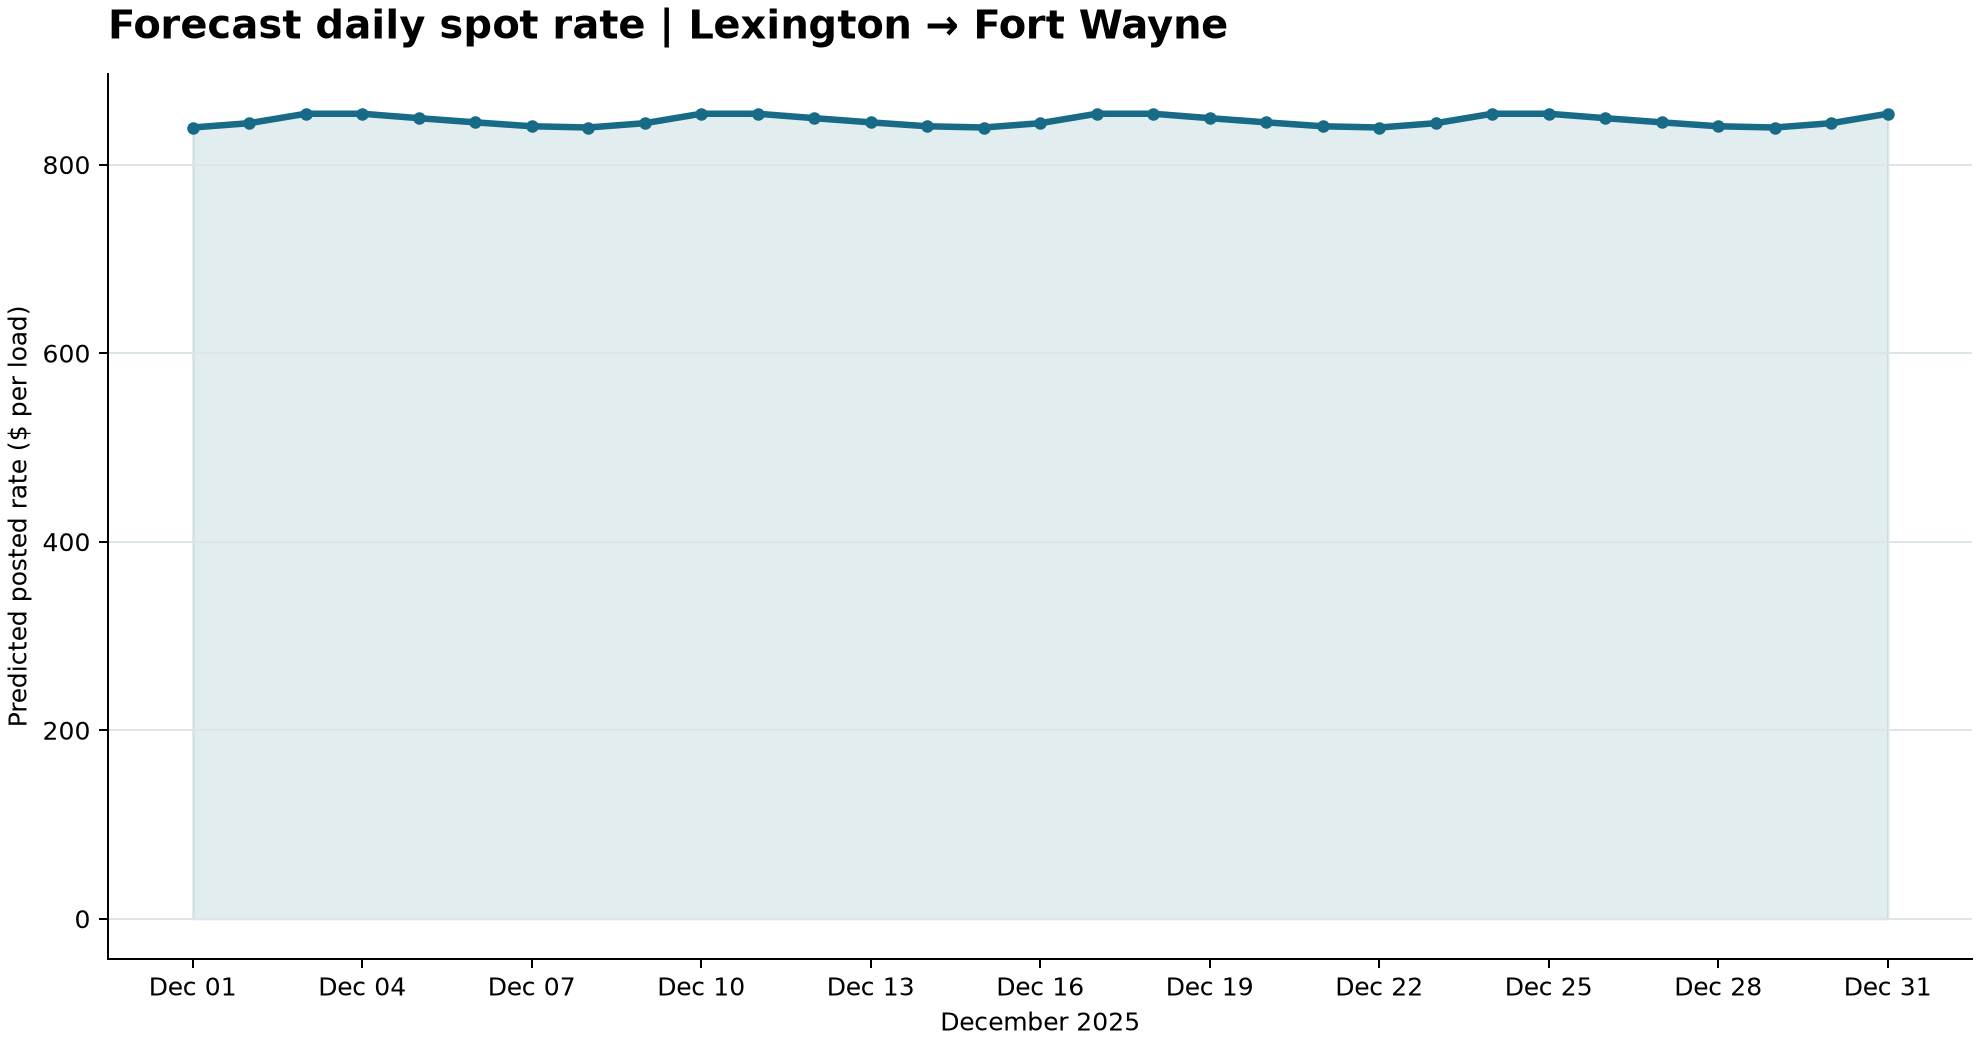 Forecast daily spot rate | Lexington → Fort Wayne
Predicted posted rate ($ per load)
800
600
400
200
0
Dec 01 Dec 04 Dec 07 Dec 10 Dec 13 Dec 16 Dec 19 Dec 22 Dec 25 Dec 28 Dec 31
December 2025